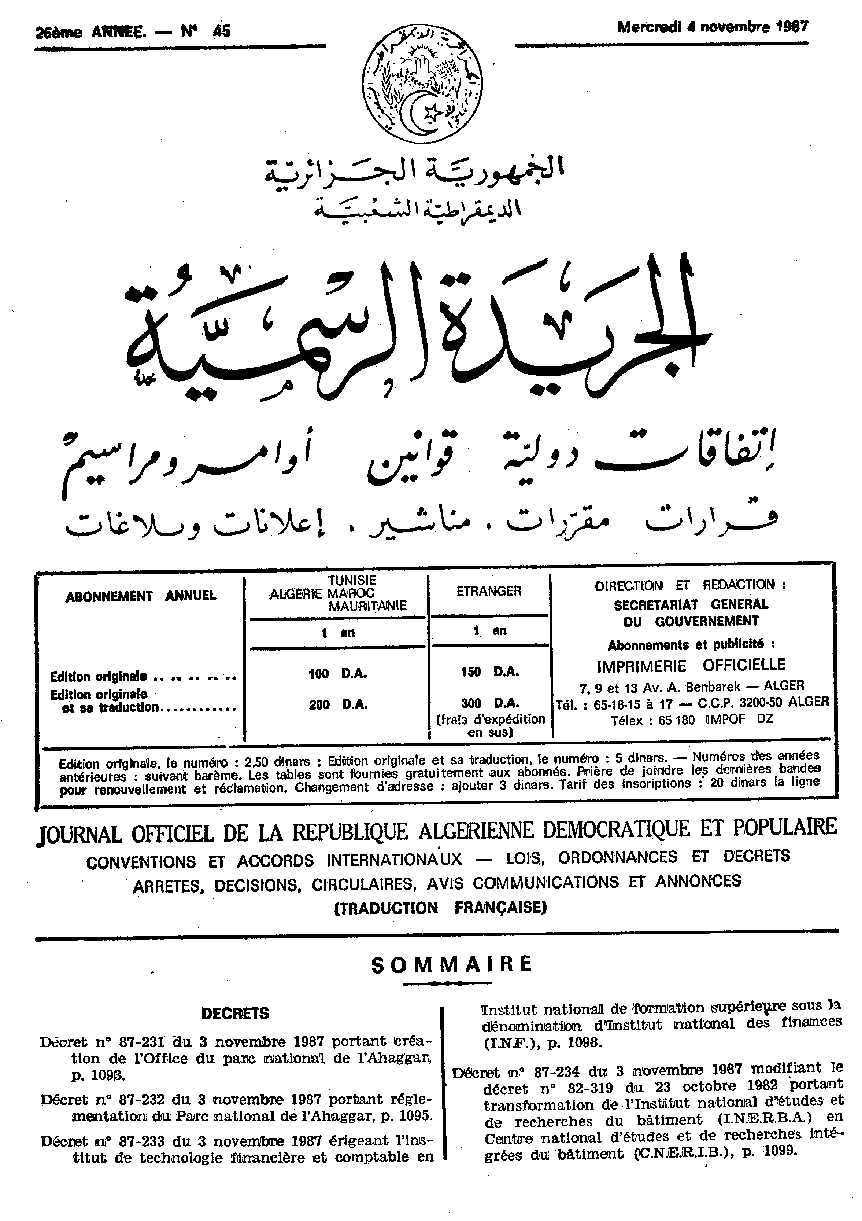 26ème ANNEE. — N° 45
Mercredi 4 novembre 1987
الجمهورية الجزائرية
الديمقراطية الشعبية
الجريدة الرسمية
إتفاقات دولية قوانين أوامر ومراسيم
قرارات مقررات . مناشير . إعلانات وبلاغات
ABONNEMENT ANNUEL
TUNISIE
ALGERIE MAROC
MAURITANIE
1 an
ETRANGER
1 an
Edition originale .. .. .. .. ..
100 D.A.
150 D.A.
Edition originale
et sa traduction............
200 D.A.
300 D.A.
(frais d'expédition
en sus)
DIRECTION ET REDACTION :
SECRETARIAT GENERAL
DU GOUVERNEMENT
Abonnements et publicité :
IMPRIMERIE OFFICIELLE
7, 9 et 13 Av. A. Benbarek — ALGER
Tél. : 65-18-15 à 17 — C.C.P. 3200-50 ALGER
Télex : 65 180 IMPOF DZ
Edition originale, le numéro : 2,50 dinars ; Edition originale et sa traduction, le numéro : 5 dinars. — Numéros des années
antérieures : suivant barème. Les tables sont fournies gratuitement aux abonnés. Prière de joindre les dernières bandes
pour renouvellement et réclamation. Changement d'adresse : ajouter 3 dinars. Tarif des inscriptions : 20 dinars la ligne
JOURNAL OFFICIEL DE LA REPUBLIQUE ALGERIENNE DEMOCRATIQUE ET POPULAIRE
CONVENTIONS ET ACCORDS INTERNATIONAUX — LOIS, ORDONNANCES ET DECRETS
ARRETES, DECISIONS, CIRCULAIRES, AVIS COMMUNICATIONS ET ANNONCES
(TRADUCTION FRANÇAISE)
SOMMAIRE
DECRETS
Décret n° 87-231 du 3 novembre 1987 portant créa-
tion de l'Office du parc national de l'Ahaggar,
p. 1093.
Décret n° 87-232 du 3 novembre 1987 portant régle-
mentation du Parc national de l'Ahaggar, p. 1095.
Décret n° 87-233 du 3 novembre 1987 érigeant l'ins-
titut de technologie financière et comptable en
Institut national de formation supérieure sous la
dénomination d'Institut national des finances
(I.N.F.), p. 1098.
Décret n° 87-234 du 3 novembre 1987 modifiant le
décret n° 82-319 du 23 octobre 1982 portant
transformation de l'Institut national d'études et
de recherches du bâtiment (I.N.E.R.B.A.) en
Centre national d'études et de recherches inté-
grées du bâtiment (C.N.E.R.I.B.), p. 1099.